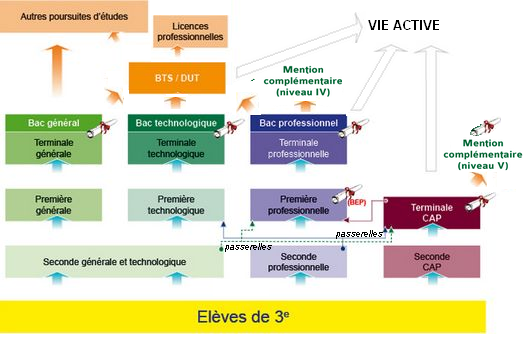 Autres poursuites d'études
Licences
professionnelles
VIE ACTIVE
BTS / DUT
Mention
complémentaire
(niveau IV)
Bac général
Terminale
générale
Bac technologique
Terminale
technologique
Bac professionnel
Terminale
professionnelle
Mention
complémentaire
(niveau V)
Première
générale
Première
technologique
Première
professionnelle
(BEP)
Terminale
CAP
passerelles
passerelles
Seconde générale et technologique
Seconde
professionnelle
Seconde
CAP
Elèves de 3e